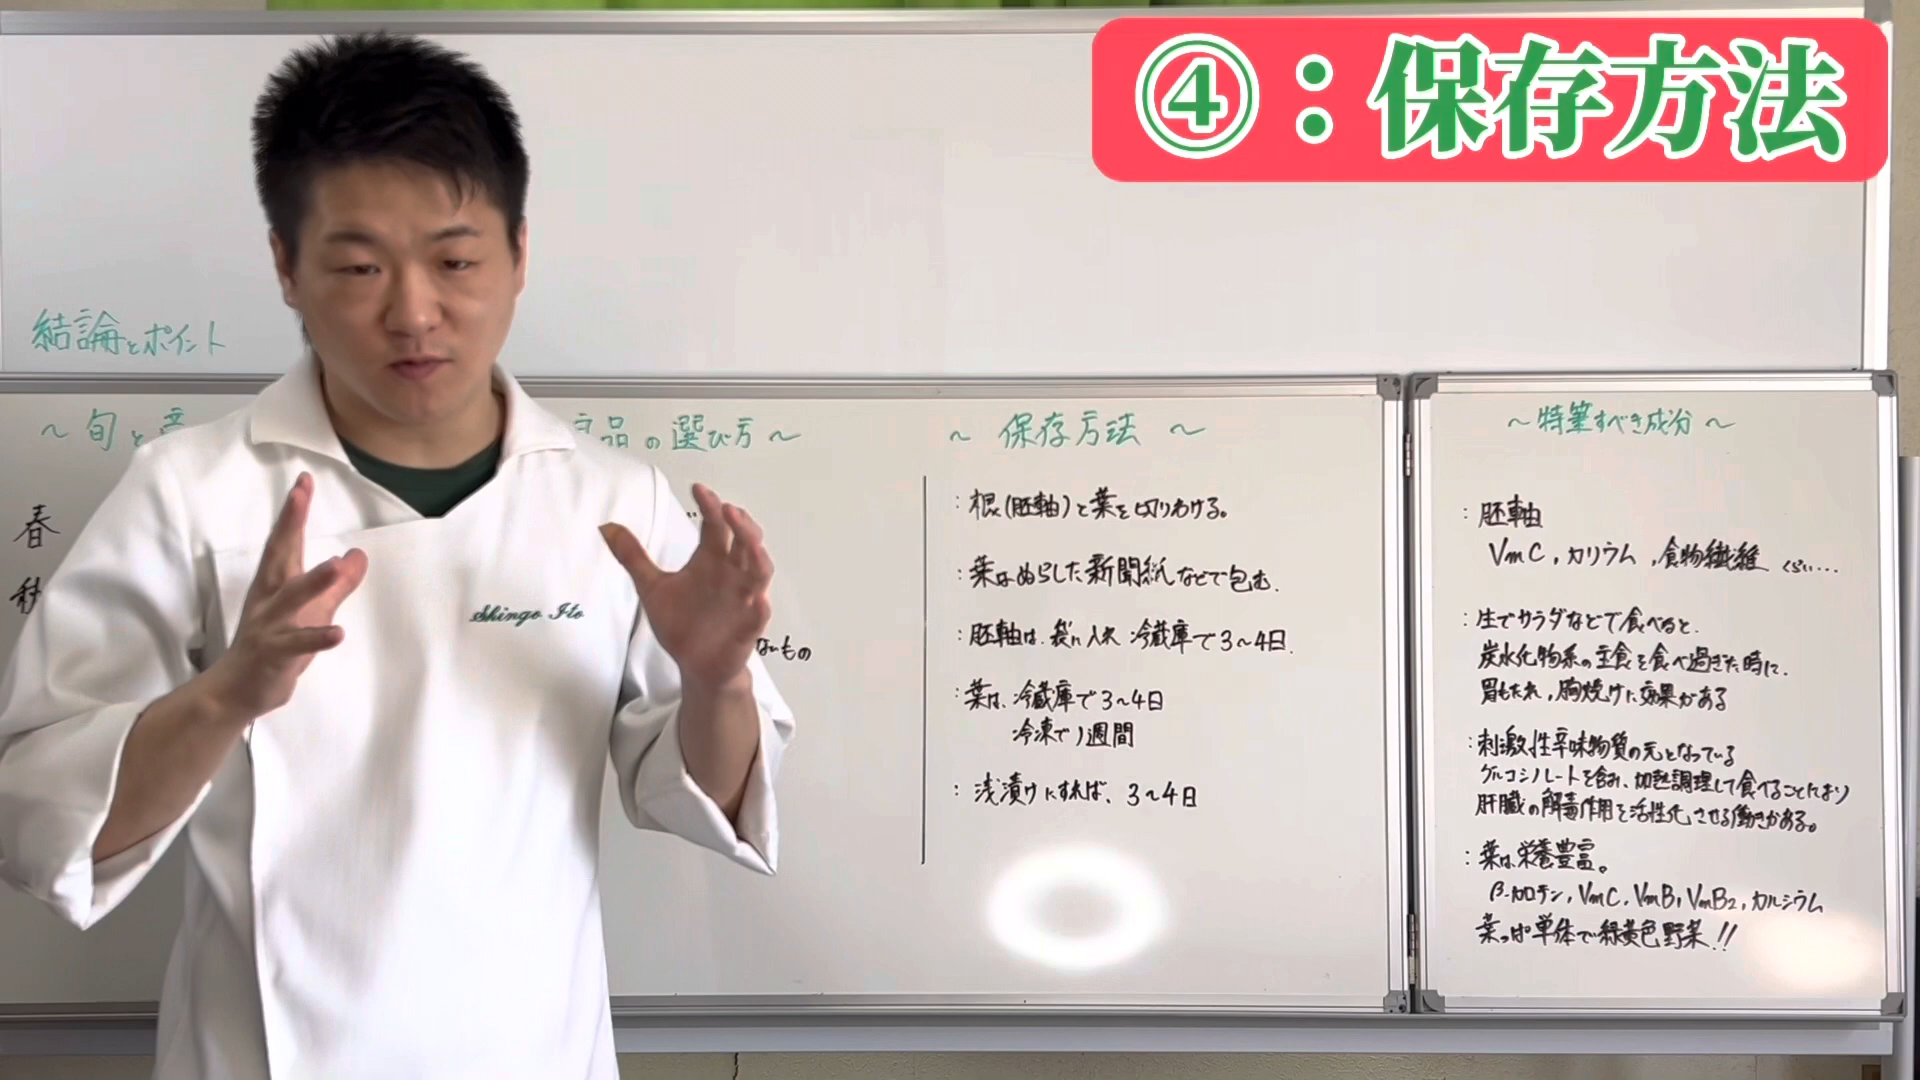 ④：保存方法
結論とポイント
〜旬と
品の選び方〜
春
秋
ないもの
Shingo Ito
〜 保存方法 〜
：根(胚軸)と葉を切りわける。
：葉はぬらした新聞紙などで包む.
：胚軸は、袋に入れ 冷蔵庫で3〜4日.
：葉は、冷蔵庫で3〜4日
冷凍で1週間
：浅漬けにすれば、3〜4日
〜特筆すべき成分〜
：胚軸
VmC, カリウム, 食物繊維 くらい…
：生でサラダなどで食べると、
炭水化物系の主食を食べ過ぎた時に、
胃もたれ, 胸焼けに効果がある
：刺激性辛味物質の元となっている
グルコシノレートを含み、加熱調理して食べることにより
肝臓の解毒作用を活性化させる働きがある。
：葉は栄養豊富。
β-カロテン, VmC, VmB1, VmB2, カルシウム
葉っぱ単体で緑黄色野菜!!